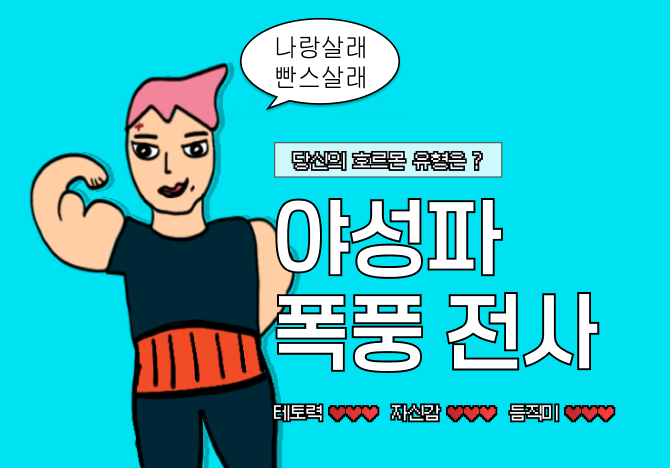 나랑살래
빤스살래
당신의 호르몬 유형은 ?
야성파
폭풍 전사
테토력 ♥♥♥ 자신감 ♥♥♥ 듬직미 ♥♥♥